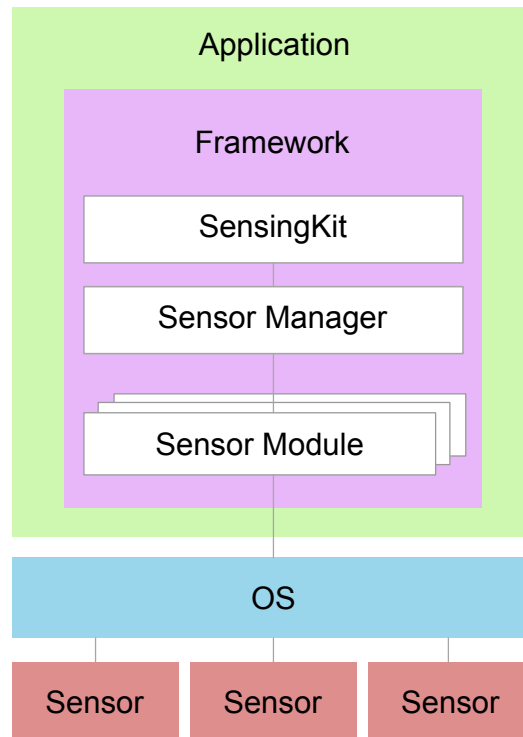 Application
Framework
SensingKit
Sensor Manager
Sensor Module
OS
Sensor
Sensor
Sensor